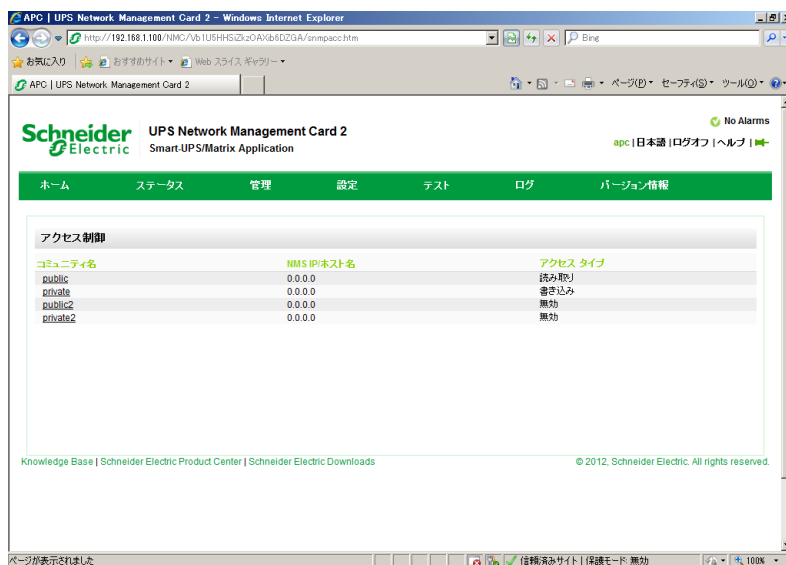 APC | UPS Network Management Card 2 - Windows Internet Explorer
http://192.168.1.100/NMC/Vb1U5HHSiZkzOAXib6DZGA/snmpacc.htm
Bing
お気に入り おすすめサイト Web スライス ギャラリー
APC | UPS Network Management Card 2
ページ(P) セーフティ(S) ツール(O)
No Alarms
Schneider Electric
UPS Network Management Card 2
Smart-UPS/Matrix Application
apc | 日本語 | ログオフ | ヘルプ |
ホーム ステータス 管理 設定 テスト ログ バージョン情報
アクセス制御
コミュニティ名 NMS IP/ホスト名 アクセス タイプ
public 0.0.0.0 読み取り
private 0.0.0.0 書き込み
public2 0.0.0.0 無効
private2 0.0.0.0 無効
Knowledge Base | Schneider Electric Product Center | Schneider Electric Downloads
© 2012, Schneider Electric. All rights reserved.
ページが表示されました 信頼済みサイト | 保護モード: 無効 100%